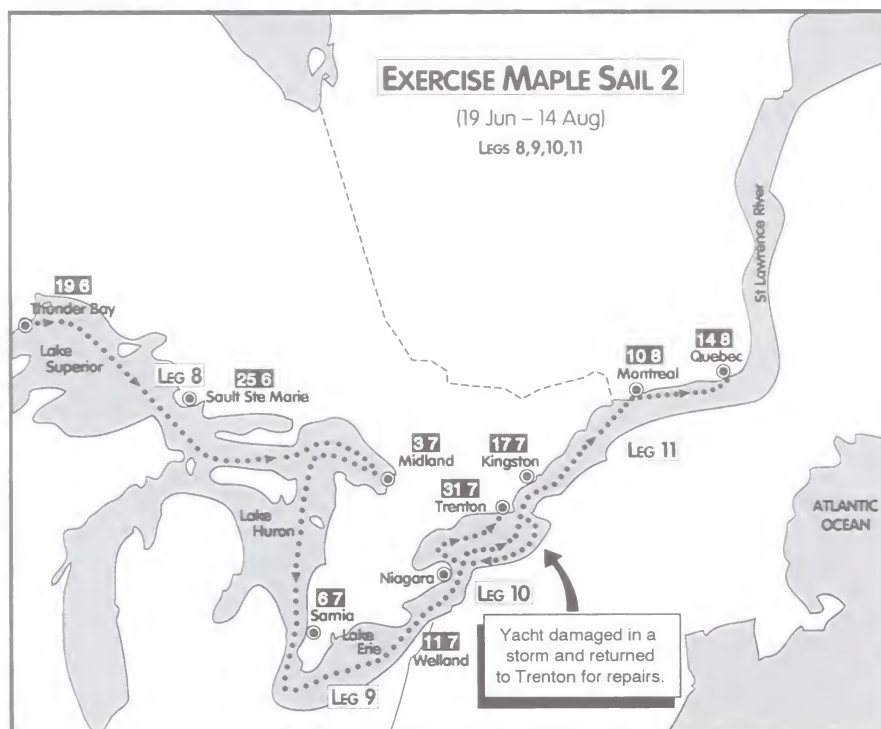 EXERCISE MAPLE SAIL 2
(19 Jun – 14 Aug)
LEGS 8,9,10,11
St Lawrence River
19 6
Thunder Bay
Lake
Superior
LEG 8
25 6
Sault Ste Marie
3 7
Midland
17 7
Kingston
31 7
Trenton
10 8
Montreal
14 8
Quebec
LEG 11
Lake
Huron
Niagara
LEG 10
ATLANTIC
OCEAN
6 7
Sarnia
Lake
Erie
11 7
Welland
LEG 9
Yacht damaged in a
storm and returned
to Trenton for repairs.